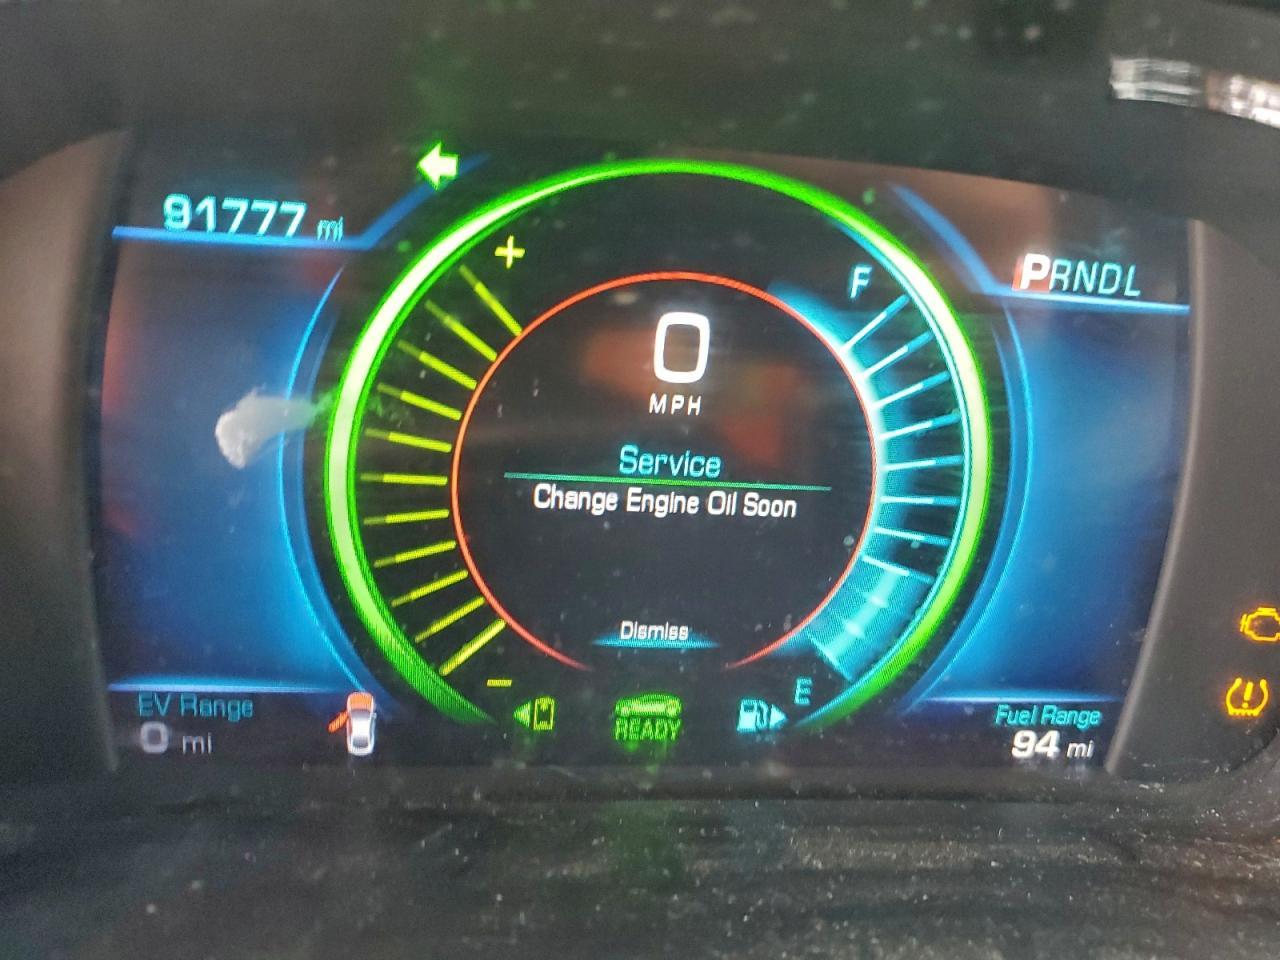 91777 mi
PRNDL
+
F
0
MPH
Service
Change Engine Oil Soon
Dismiss
-
E
READY
EV Range
0 mi
Fuel Range
94 mi